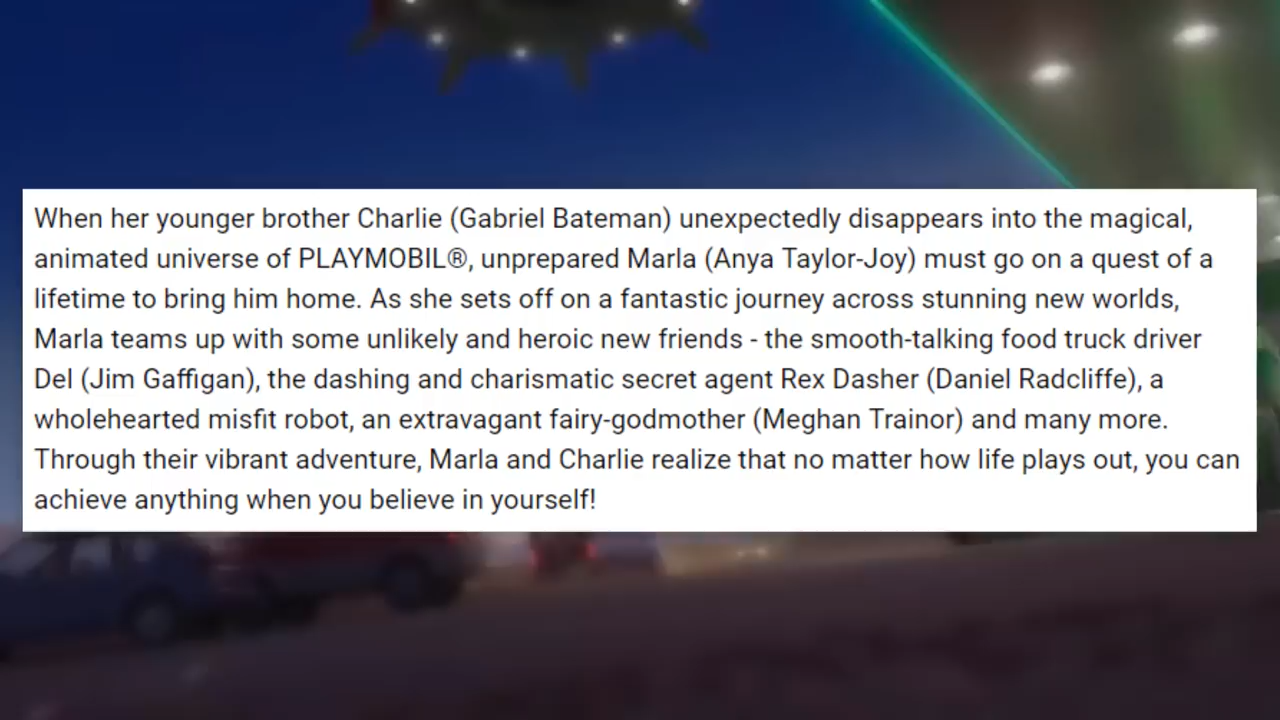 When her younger brother Charlie (Gabriel Bateman) unexpectedly disappears into the magical,
animated universe of PLAYMOBIL®, unprepared Marla (Anya Taylor-Joy) must go on a quest of a
lifetime to bring him home. As she sets off on a fantastic journey across stunning new worlds,
Marla teams up with some unlikely and heroic new friends - the smooth-talking food truck driver
Del (Jim Gaffigan), the dashing and charismatic secret agent Rex Dasher (Daniel Radcliffe), a
wholehearted misfit robot, an extravagant fairy-godmother (Meghan Trainor) and many more.
Through their vibrant adventure, Marla and Charlie realize that no matter how life plays out, you can
achieve anything when you believe in yourself!